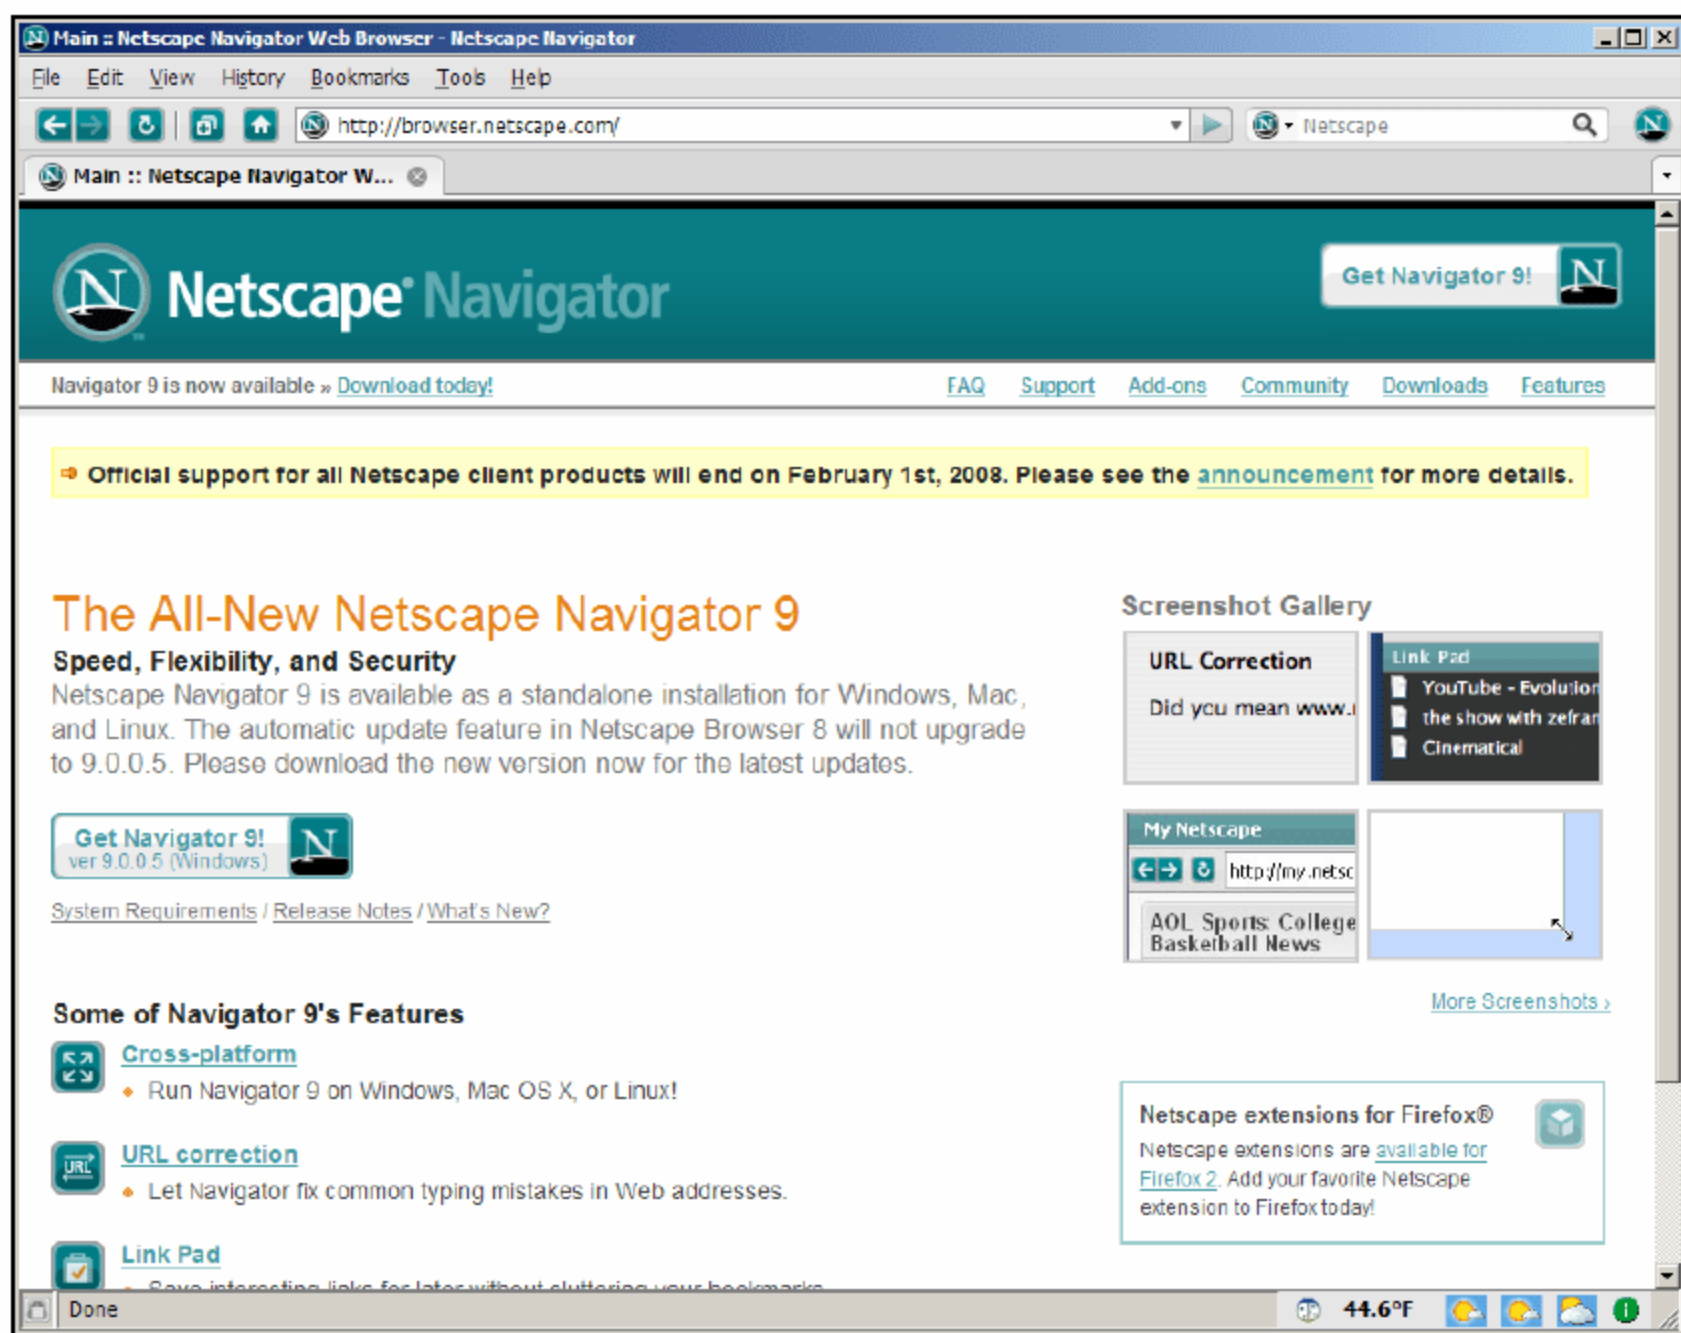 Main :: Netscape Navigator Web Browser - Netscape Navigator
File Edit View History Bookmarks Tools Help
http://browser.netscape.com/ Netscape
Main :: Netscape Navigator W...
Netscape Navigator
Get Navigator 9!
Navigator 9 is now available » Download today! FAQ Support Add-ons Community Downloads Features
Official support for all Netscape client products will end on February 1st, 2008. Please see the announcement for more details.
The All-New Netscape Navigator 9
Speed, Flexibility, and Security
Netscape Navigator 9 is available as a standalone installation for Windows, Mac,
and Linux. The automatic update feature in Netscape Browser 8 will not upgrade
to 9.0.0.5. Please download the new version now for the latest updates.
Get Navigator 9!
ver 9.0.0.5 (Windows)
System Requirements / Release Notes / What's New?
Some of Navigator 9's Features
Cross-platform
Run Navigator 9 on Windows, Mac OS X, or Linux!
URL
URL correction
Let Navigator fix common typing mistakes in Web addresses.
Link Pad
Save interesting links for later without cluttering your bookmarks
Screenshot Gallery
URL Correction
Did you mean www.
Link Pad
YouTube - Evolution
the show with zefran
Cinematical
My Netscape
http://my.netsc
AOL Sports: College
Basketball News
More Screenshots ›
Netscape extensions for Firefox®
Netscape extensions are available for
Firefox 2. Add your favorite Netscape
extension to Firefox today!
Done 44.6°F